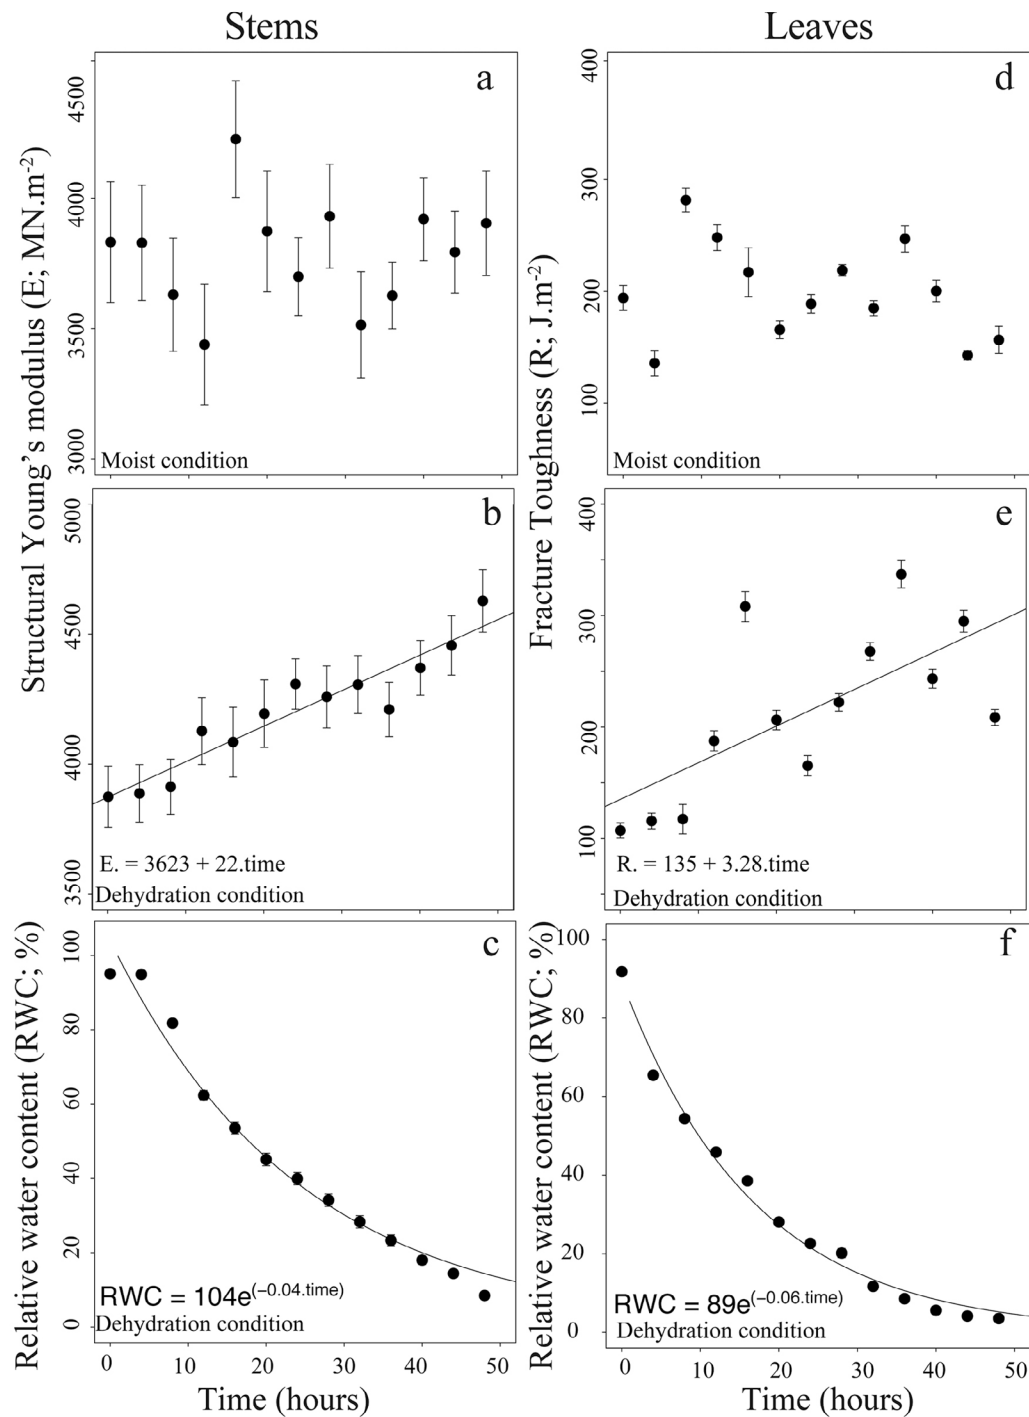 Stems
Leaves
Structural Young's modulus (E; MN.m-2)
a
4500
4000
3500
3000
Moist condition
Fracture Toughness (R; J.m-2)
d
400
300
200
100
Moist condition
b
5000
4500
4000
3500
E. = 3623 + 22.time
Dehydration condition
e
400
300
200
100
R. = 135 + 3.28.time
Dehydration condition
Relative water content (RWC; %)
c
100
80
60
40
20
0
RWC = 104e(−0.04.time)
Dehydration condition
0 10 20 30 40 50
Time (hours)
Relative water content (RWC; %)
f
100
80
60
40
20
0
RWC = 89e(−0.06.time)
Dehydration condition
0 10 20 30 40 50
Time (hours)